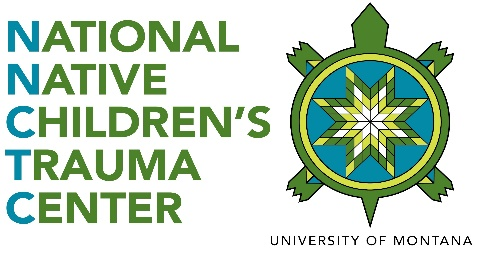 NATIONAL
NATIVE
CHILDREN'S
TRAUMA
CENTER
UNIVERSITY OF MONTANA